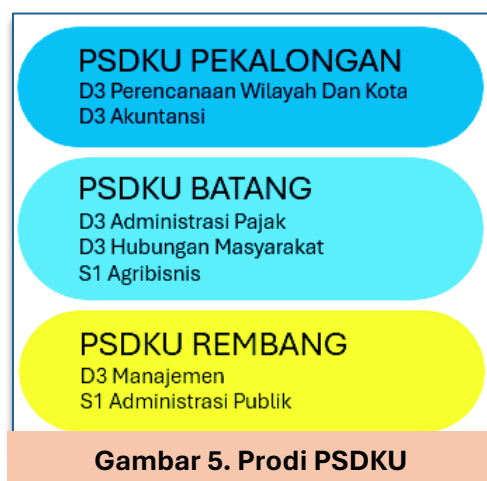 PSDKU PEKALONGAN
D3 Perencanaan Wilayah Dan Kota
D3 Akuntansi
PSDKU BATANG
D3 Administrasi Pajak
D3 Hubungan Masyarakat
S1 Agribisnis
PSDKU REMBANG
D3 Manajemen
S1 Administrasi Publik
Gambar 5. Prodi PSDKU